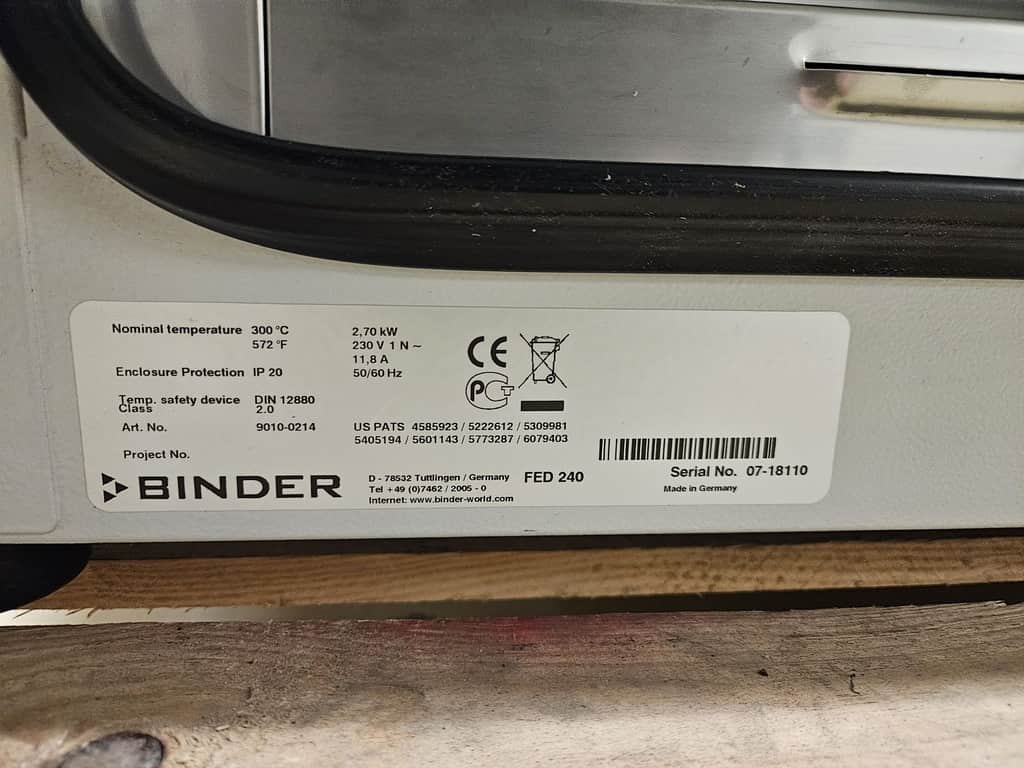 Nominal temperature 300 °C
572 °F
2,70 kW
230 V 1 N ~
11,8 A
50/60 Hz
Enclosure Protection IP 20
Temp. safety device DIN 12880
Class 2.0
Art. No. 9010-0214
Project No.
CE
US PATS 4585923 / 5222612 / 5309981
5405194 / 5601143 / 5773287 / 6079403
BINDER
D - 78532 Tuttlingen / Germany
Tel +49 (0)7462 / 2005 - 0
Internet: www.binder-world.com
FED 240
Serial No. 07-18110
Made in Germany